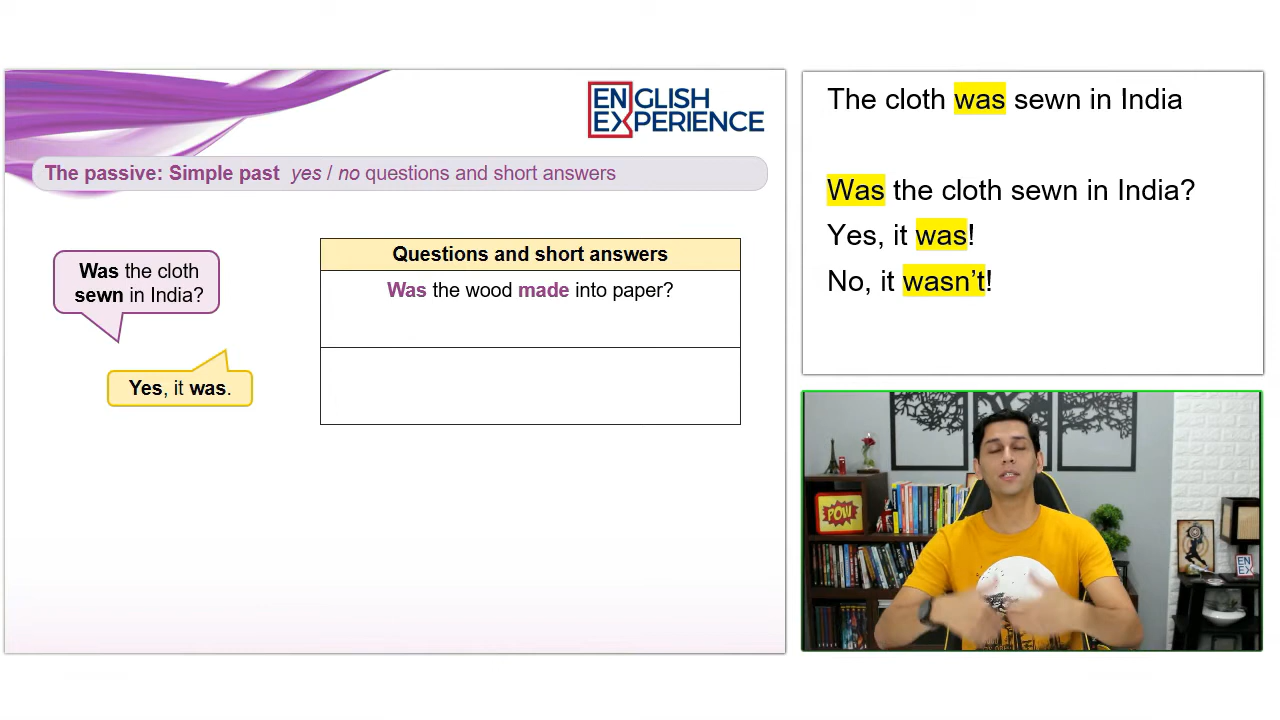 ENGLISH
EXPERIENCE
The passive: Simple past yes / no questions and short answers
Was the cloth
sewn in India?
Yes, it was.
Questions and short answers
Was the wood made into paper?
The cloth was sewn in India
Was the cloth sewn in India?
Yes, it was!
No, it wasn’t!
POW
EN
EX